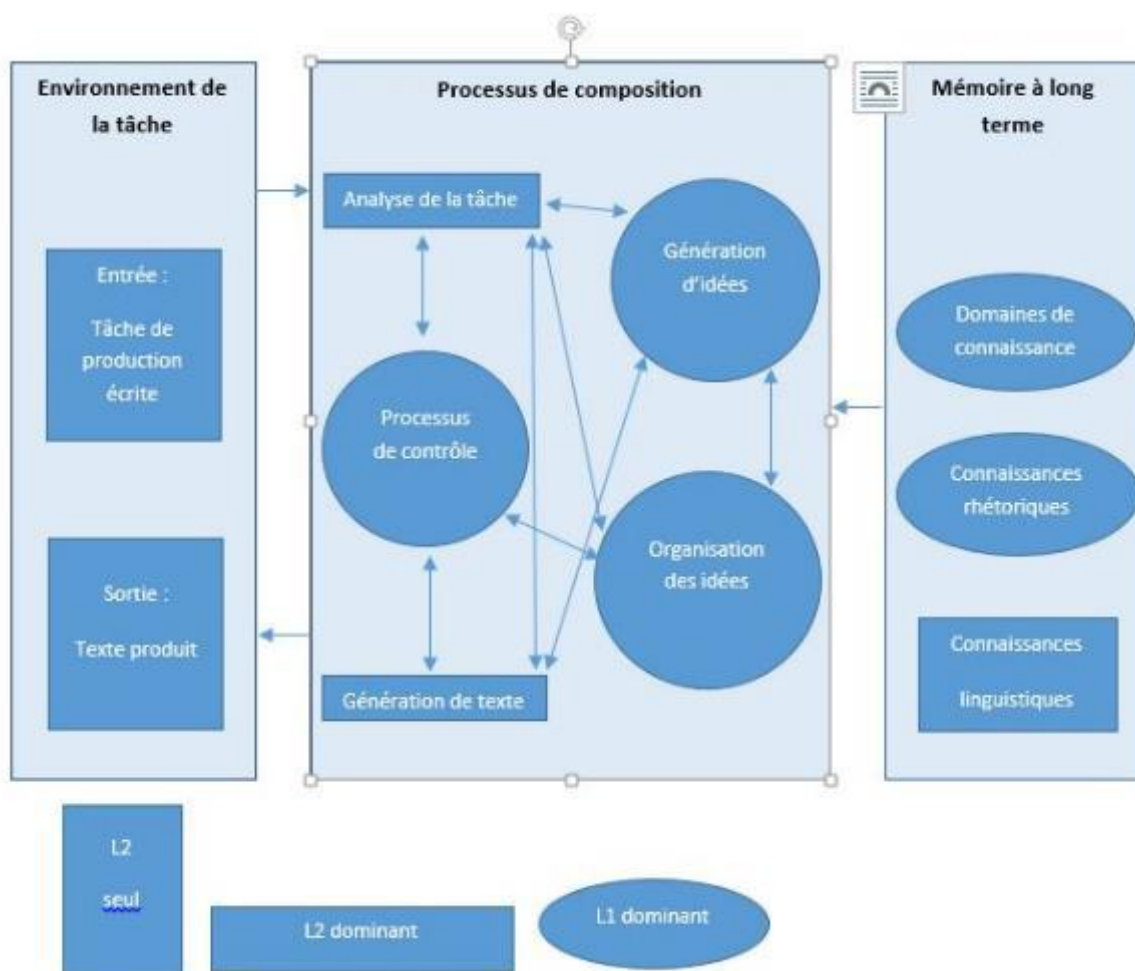 Environnement de
la tâche
Entrée :
Tâche de
production
écrite
Sortie :
Texte produit
Processus de composition
Analyse de la tâche
Génération
d'idées
Processus
de contrôle
Organisation
des idées
Génération de texte
Mémoire à long
terme
Domaines de
connaissance
Connaissances
rhétoriques
Connaissances
linguistiques
L2
seul
L2 dominant
L1 dominant